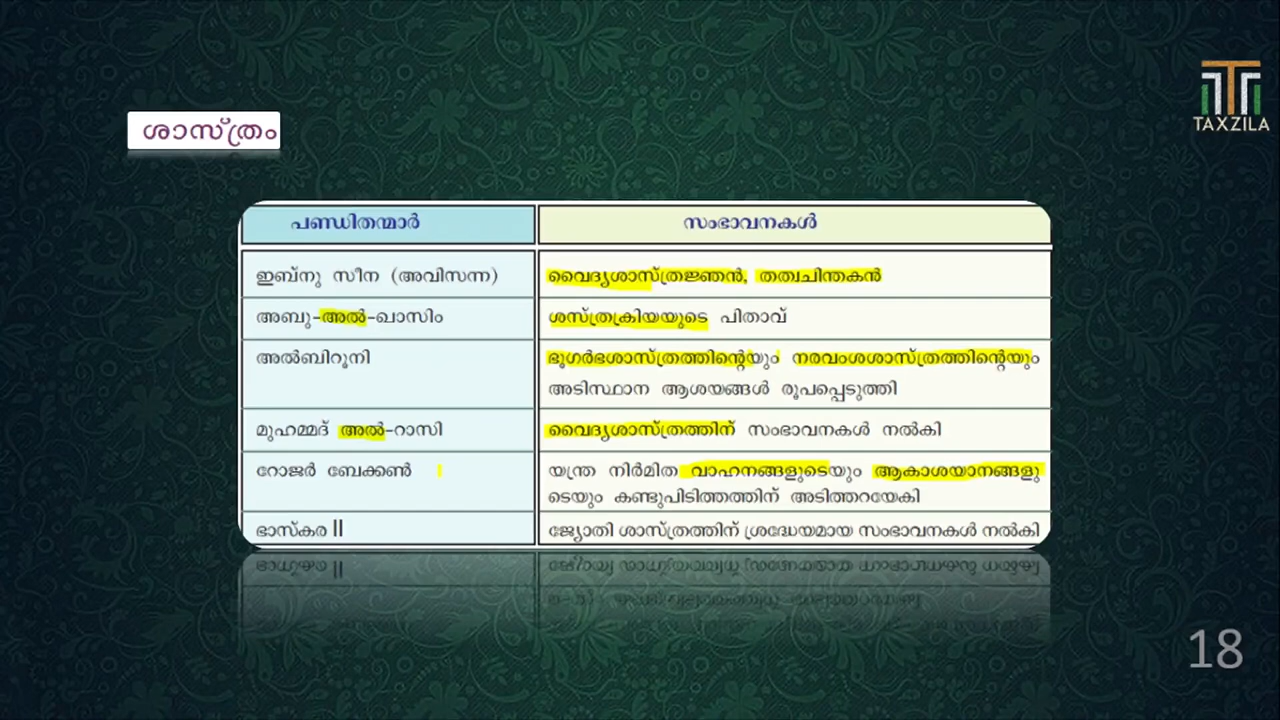 TAXZILA
ശാസ്ത്രം
പണ്ഡിതന്മാർ സംഭാവനകൾ
ഇബ്നു സീന (അവിസന്ന) വൈദ്യശാസ്ത്രജ്ഞൻ, തത്വചിന്തകൻ
അബു-അൽ-ഖാസിം ശസ്ത്രക്രിയയുടെ പിതാവ്
അൽബിറൂനി ഭൂഗർഭശാസ്ത്രത്തിന്റെയും നരവംശശാസ്ത്രത്തിന്റെയും
അടിസ്ഥാന ആശയങ്ങൾ രൂപപ്പെടുത്തി
മുഹമ്മദ് അൽ-റാസി വൈദ്യശാസ്ത്രത്തിന് സംഭാവനകൾ നൽകി
റോജർ ബേക്കൺ യന്ത്ര നിർമിത വാഹനങ്ങളുടെയും ആകാശയാനങ്ങളു
ടെയും കണ്ടുപിടിത്തത്തിന് അടിത്തറയേകി
ഭാസ്കര II ജ്യോതി ശാസ്ത്രത്തിന് ശ്രദ്ധേയമായ സംഭാവനകൾ നൽകി
18